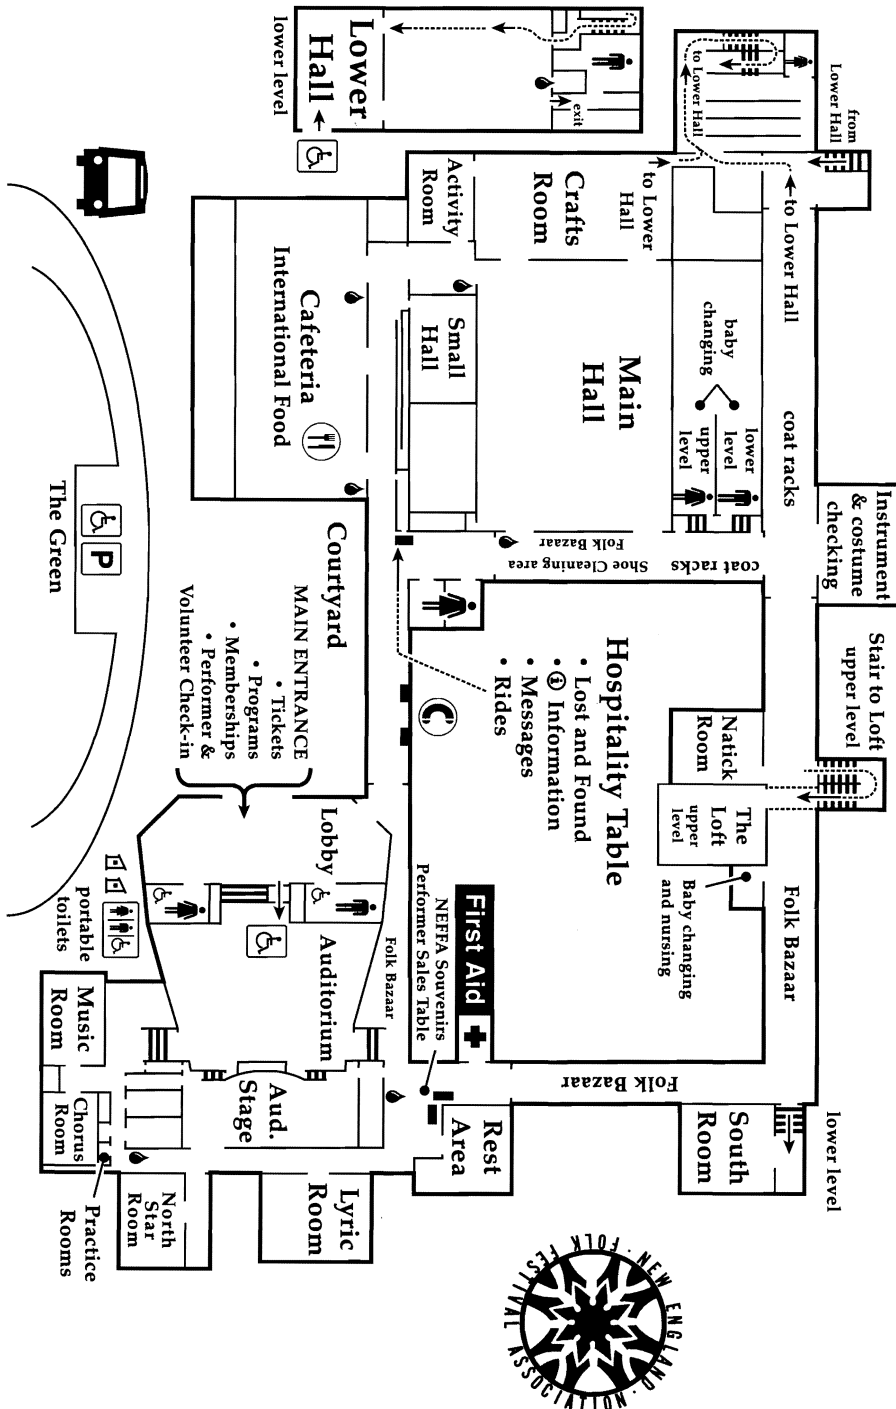 from
Lower Hall
to Lower Hall
to Lower Hall
Lower
Hall
lower level
exit
to Lower
Hall
Crafts
Room
Activity
Room
coat racks
baby
changing
lower
level
upper
level
Main
Hall
Small
Hall
Cafeteria
International Food
Instrument
& costume
checking
coat racks
Shoe Cleaning area
Folk Bazaar
Courtyard
The Green
P
Stair to Loft
upper level
Natick
Room
The
Loft
upper
level
Baby changing
and nursing
Folk Bazaar
Hospitality Table
• Lost and Found
• i Information
• Messages
• Rides
MAIN ENTRANCE
• Tickets
• Programs
• Memberships
• Performer &
Volunteer Check-in
Lobby
First Aid
NEFFA Souvenirs
Performer Sales Table
Folk Bazaar
Auditorium
portable
toilets
Folk Bazaar
lower level
South
Room
Rest
Area
Aud.
Stage
Music
Room
Chorus
Room
Lyric
Room
North
Star
Room
Practice
Rooms
NEW ENGLAND · FOLK FESTIVAL ASSOCIATION ·